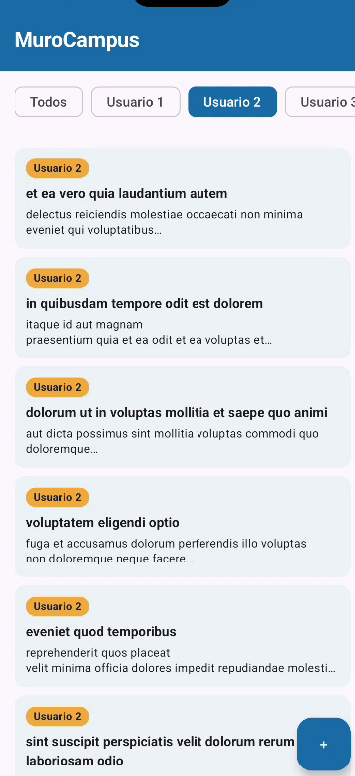 MuroCampus
Todos
Usuario 1
Usuario 2
Usuario 3
Usuario 2
et ea vero quia laudantium autem
delectus reiciendis molestiae occaecati non minima
eveniet qui voluptatibus...
Usuario 2
in quibusdam tempore odit est dolorem
itaque id aut magnam
praesentium quia et ea odit et ea voluptas et...
Usuario 2
dolorum ut in voluptas mollitia et saepe quo animi
aut dicta possimus sint mollitia voluptas commodi quo
doloremque...
Usuario 2
voluptatem eligendi optio
fuga et accusamus dolorum perferendis illo voluptas
non doloremque neque facere...
Usuario 2
eveniet quod temporibus
reprehenderit quos placeat
velit minima officia dolores impedit repudiandae molesti...
Usuario 2
sint suscipit perspiciatis velit dolorum rerum
laboriosam odio
+